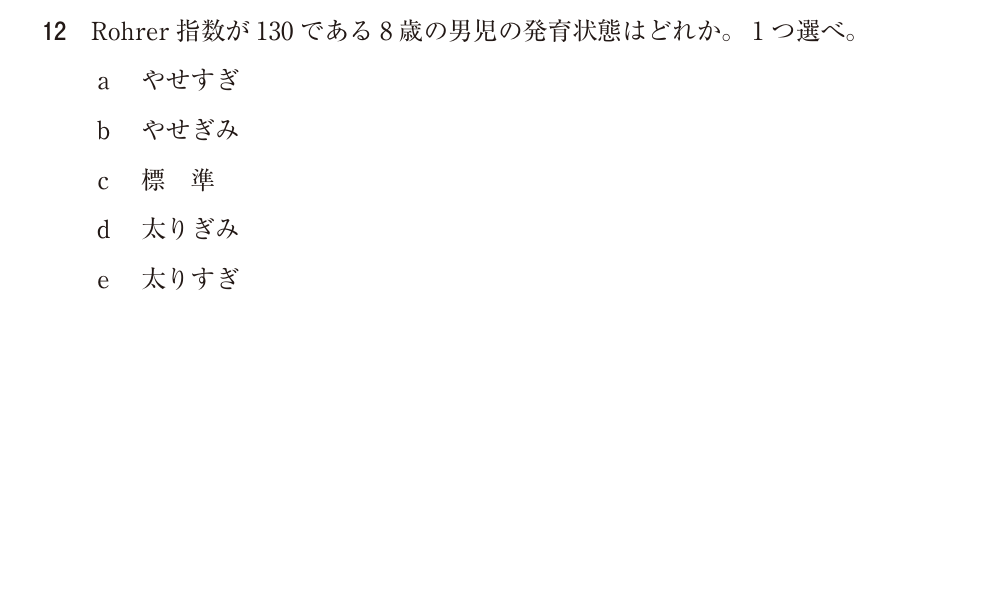 12 Rohrer 指数が 130 である 8 歳の男児の発育状態はどれか。 1 つ選べ。
a やせすぎ
b やせぎみ
c 標　準
d 太りぎみ
e 太りすぎ